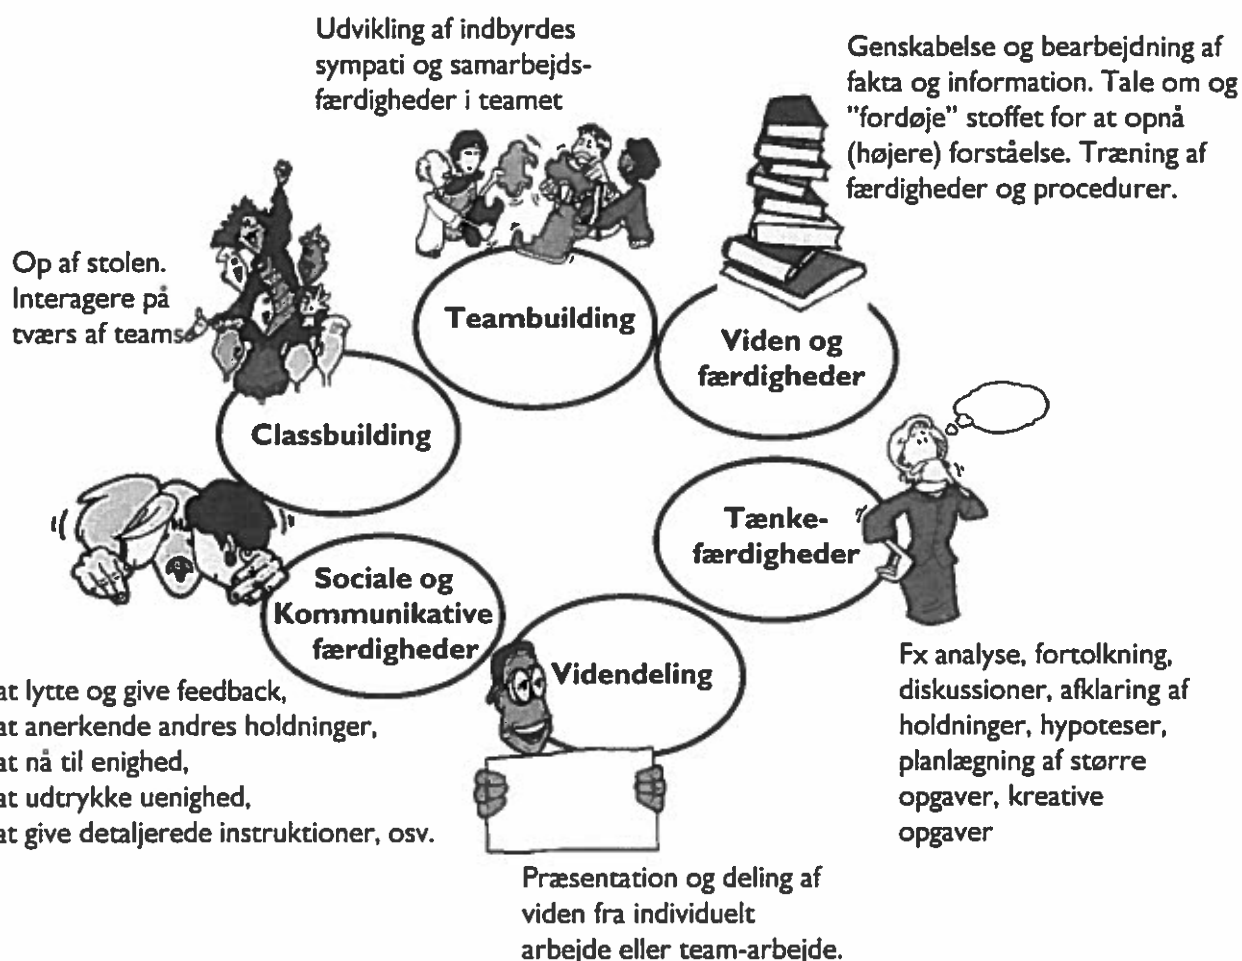 Udvikling af indbyrdes
sympati og samarbejds-
færdigheder i teamet
Genskabelse og bearbejdning af
fakta og information. Tale om og
"fordøje" stoffet for at opnå
(højere) forståelse. Træning af
færdigheder og procedurer.
Op af stolen.
Interagere på
tværs af teams
Teambuilding
Viden og
færdigheder
Classbuilding
Tænke-
færdigheder
Sociale og
Kommunikative
færdigheder
Videndeling
at lytte og give feedback,
at anerkende andres holdninger,
at nå til enighed,
at udtrykke uenighed,
at give detaljerede instruktioner, osv.
Fx analyse, fortolkning,
diskussioner, afklaring af
holdninger, hypoteser,
planlægning af større
opgaver, kreative
opgaver
Præsentation og deling af
viden fra individuelt
arbejde eller team-arbejde.